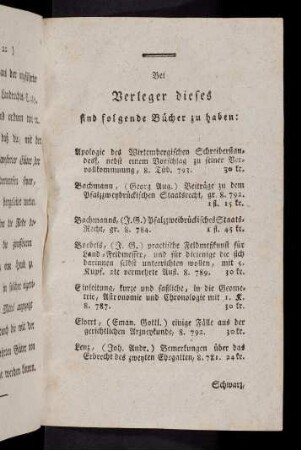 Bei
Verleger dieses
sind folgende Bücher zu haben:
Apologie des Wirtembergischen Schreiberstan-
des, nebst einem Vorschlag zu seiner Ver-
vollkommnung, 8. Tüb. 791. 30 kr.
Bachmann, (Georg Aug.) Beiträge zu dem
Pfalzzweybrückischen Staatsrecht, gr. 8. 792.
1 fl. 15 kr.
Bachmanns, (J.G.) Pfalzzweibrückisches Staats-
Recht, gr. 8. 784. 1 fl. 45 kr.
(J. G.) practische Feldmeßkunst für
Land-Feldmesser, und für diejenige die sich
darinnen selbst unterrichten wollen, mit
Kupf. vermehrte Aufl. 8. 789. 30 kr.
Einleitung, kurze und faßliche, in die Geome-
trie, Astronomie und Chronologie mit 1. K.
8. 787. 30 kr.
Elvert, (Eman. Gottl.) einige Fälle aus der
gerichtlichen Arzneykunde, 8. 792. 30 kr.
Lenz, (Joh. Andr.) Bemerkungen über das
Erbrecht des zweyten Ehegatten, 8. 781. 24 kr.
Schwarz,